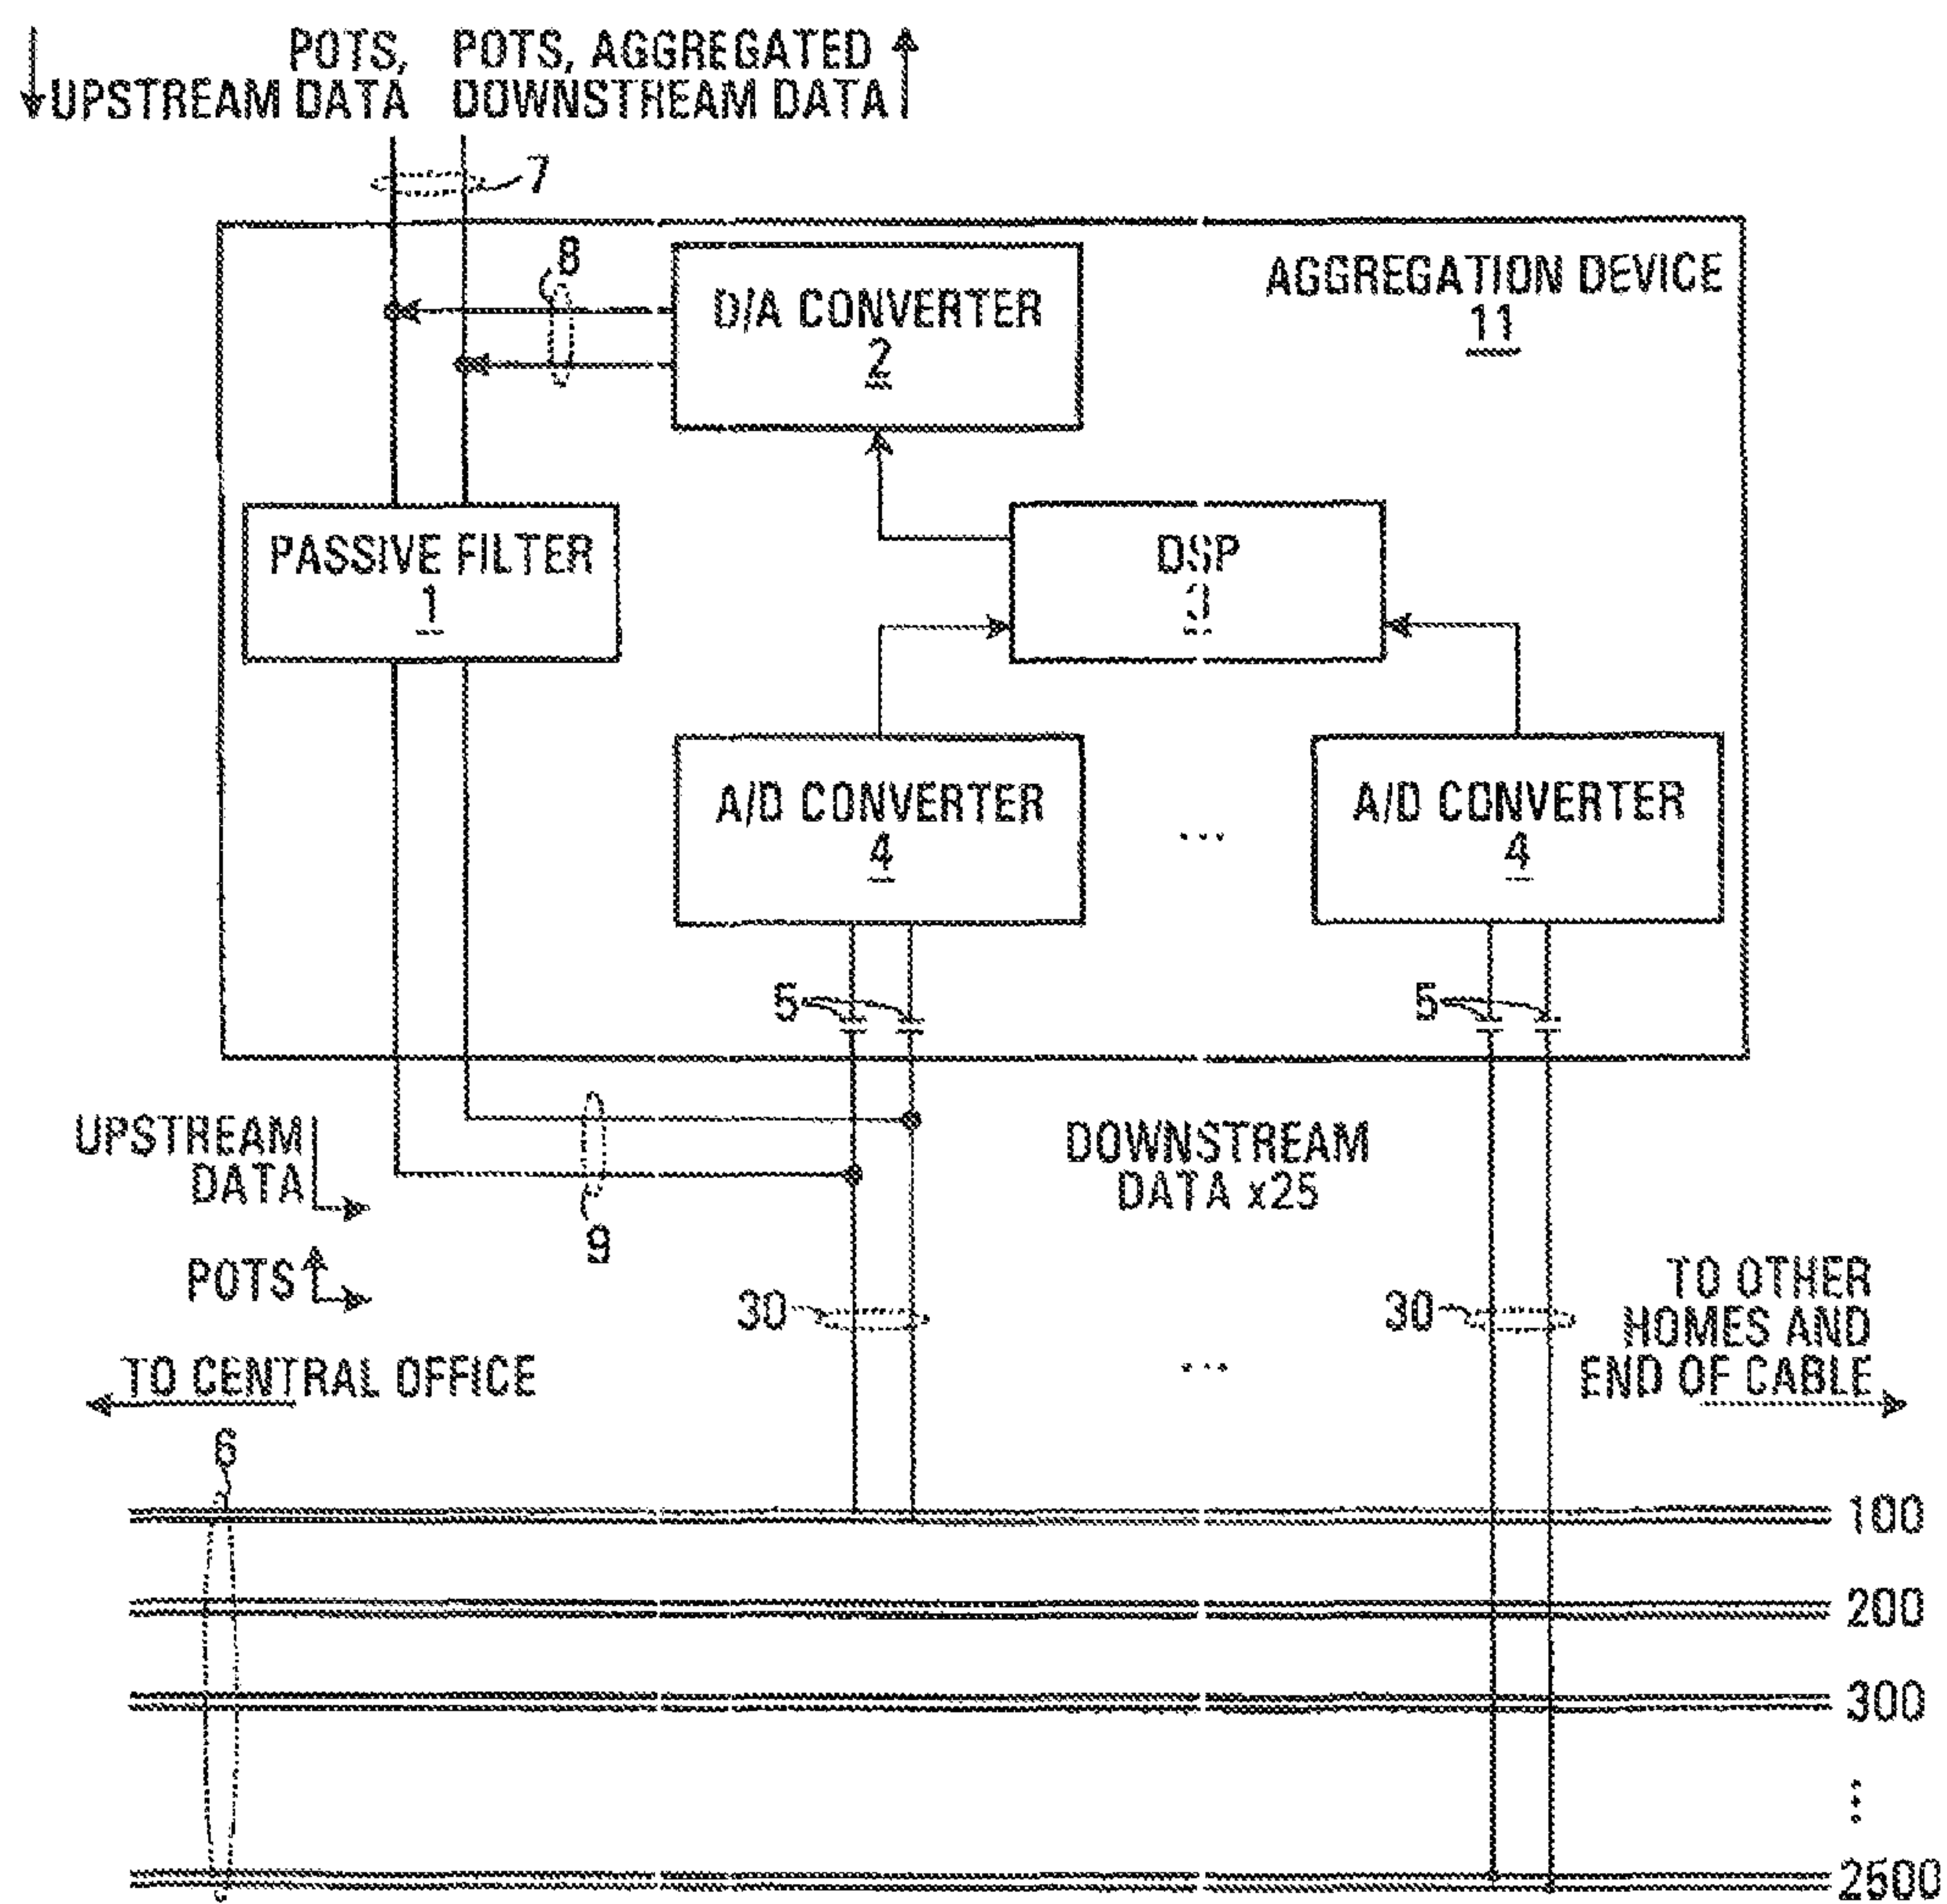 POTS,
UPSTREAM DATA
POTS, AGGREGATED
DOWNSTREAM DATA
7
8
D/A CONVERTER
2
AGGREGATION DEVICE
11
PASSIVE FILTER
1
DSP
3
A/D CONVERTER
4
...
A/D CONVERTER
4
5
5
UPSTREAM
DATA
DOWNSTREAM
DATA x25
9
POTS
30
30
TO OTHER
HOMES AND
END OF CABLE
TO CENTRAL OFFICE
...
6
100
200
300
⋮
2500